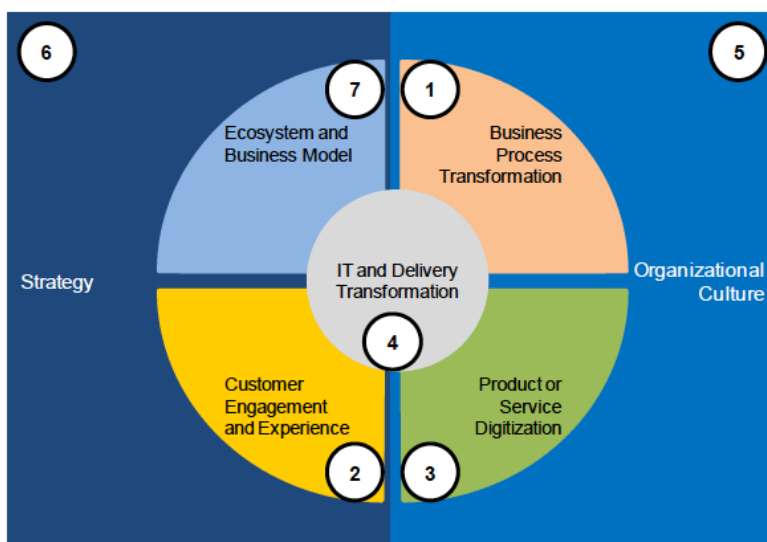 6
5
7
1
Ecosystem and
Business Model
Business
Process
Transformation
Strategy
IT and Delivery
Transformation
Organizational
Culture
4
Customer
Engagement
and Experience
Product or
Service
Digitization
2
3